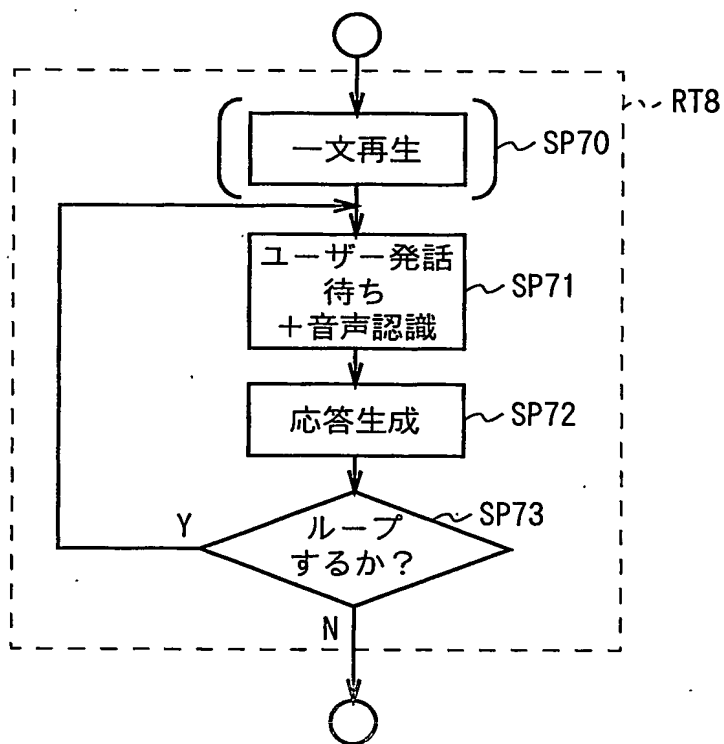 RT8
一文再生
SP70
ユーザー発話
待ち
+音声認識
SP71
応答生成
SP72
SP73
ループ
するか?
Y
N